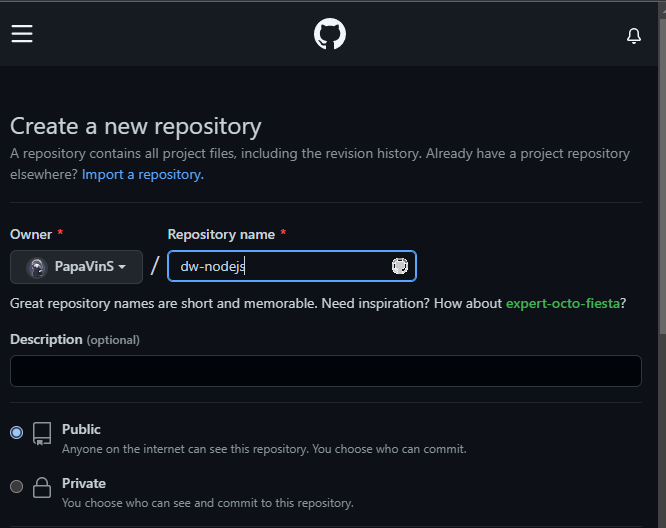 Create a new repository
A repository contains all project files, including the revision history. Already have a project repository
elsewhere? Import a repository.
Owner *
Repository name *
PapaVinS
/
dw-nodejs
Great repository names are short and memorable. Need inspiration? How about expert-octo-fiesta?
Description (optional)
Public
Anyone on the internet can see this repository. You choose who can commit.
Private
You choose who can see and commit to this repository.